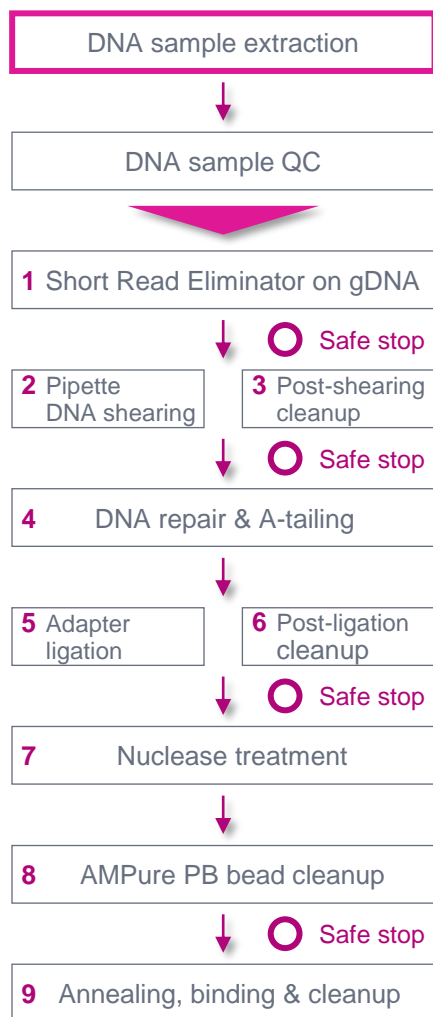 DNA sample extraction
DNA sample QC
1 Short Read Eliminator on gDNA
Safe stop
2 Pipette
DNA shearing
3 Post-shearing
cleanup
Safe stop
4 DNA repair & A-tailing
5 Adapter
ligation
6 Post-ligation
cleanup
Safe stop
7 Nuclease treatment
8 AMPure PB bead cleanup
Safe stop
9 Annealing, binding & cleanup